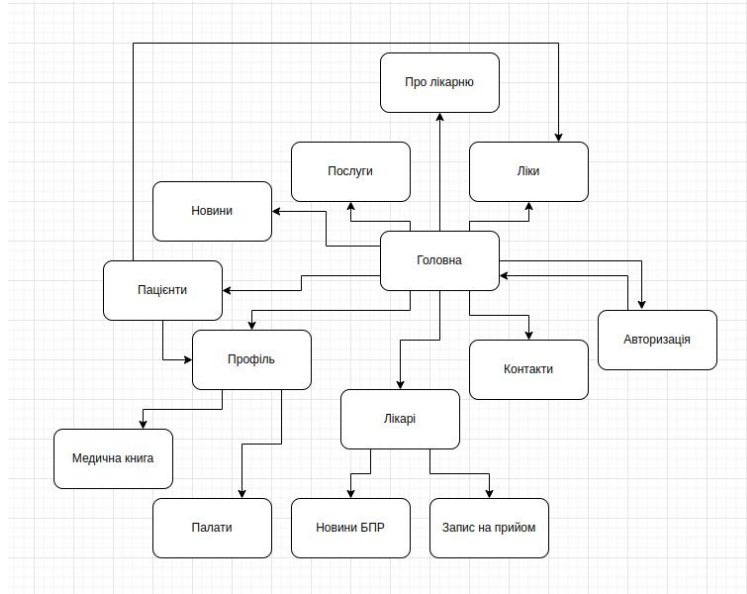 Про лікарню
Послуги
Ліки
Новини
Головна
Пацієнти
Авторизація
Профіль
Контакти
Лікарі
Медична книга
Палати
Новини БПР
Запис на прийом